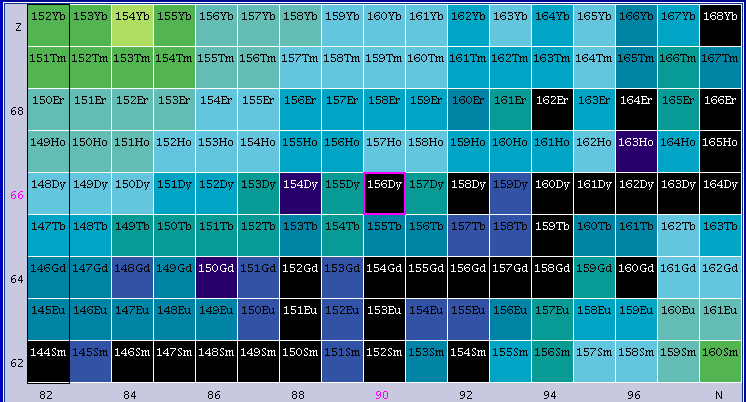 Z 152Yb 153Yb 154Yb 155Yb 156Yb 157Yb 158Yb 159Yb 160Yb 161Yb 162Yb 163Yb 164Yb 165Yb 166Yb 167Yb 168Yb
151Tm 152Tm 153Tm 154Tm 155Tm 156Tm 157Tm 158Tm 159Tm 160Tm 161Tm 162Tm 163Tm 164Tm 165Tm 166Tm 167Tm
68 150Er 151Er 152Er 153Er 154Er 155Er 156Er 157Er 158Er 159Er 160Er 161Er 162Er 163Er 164Er 165Er 166Er
149Ho 150Ho 151Ho 152Ho 153Ho 154Ho 155Ho 156Ho 157Ho 158Ho 159Ho 160Ho 161Ho 162Ho 163Ho 164Ho 165Ho
66 148Dy 149Dy 150Dy 151Dy 152Dy 153Dy 154Dy 155Dy 156Dy 157Dy 158Dy 159Dy 160Dy 161Dy 162Dy 163Dy 164Dy
147Tb 148Tb 149Tb 150Tb 151Tb 152Tb 153Tb 154Tb 155Tb 156Tb 157Tb 158Tb 159Tb 160Tb 161Tb 162Tb 163Tb
64 146Gd 147Gd 148Gd 149Gd 150Gd 151Gd 152Gd 153Gd 154Gd 155Gd 156Gd 157Gd 158Gd 159Gd 160Gd 161Gd 162Gd
145Eu 146Eu 147Eu 148Eu 149Eu 150Eu 151Eu 152Eu 153Eu 154Eu 155Eu 156Eu 157Eu 158Eu 159Eu 160Eu 161Eu
62 144Sm 145Sm 146Sm 147Sm 148Sm 149Sm 150Sm 151Sm 152Sm 153Sm 154Sm 155Sm 156Sm 157Sm 158Sm 159Sm 160Sm
82 84 86 88 90 92 94 96 N